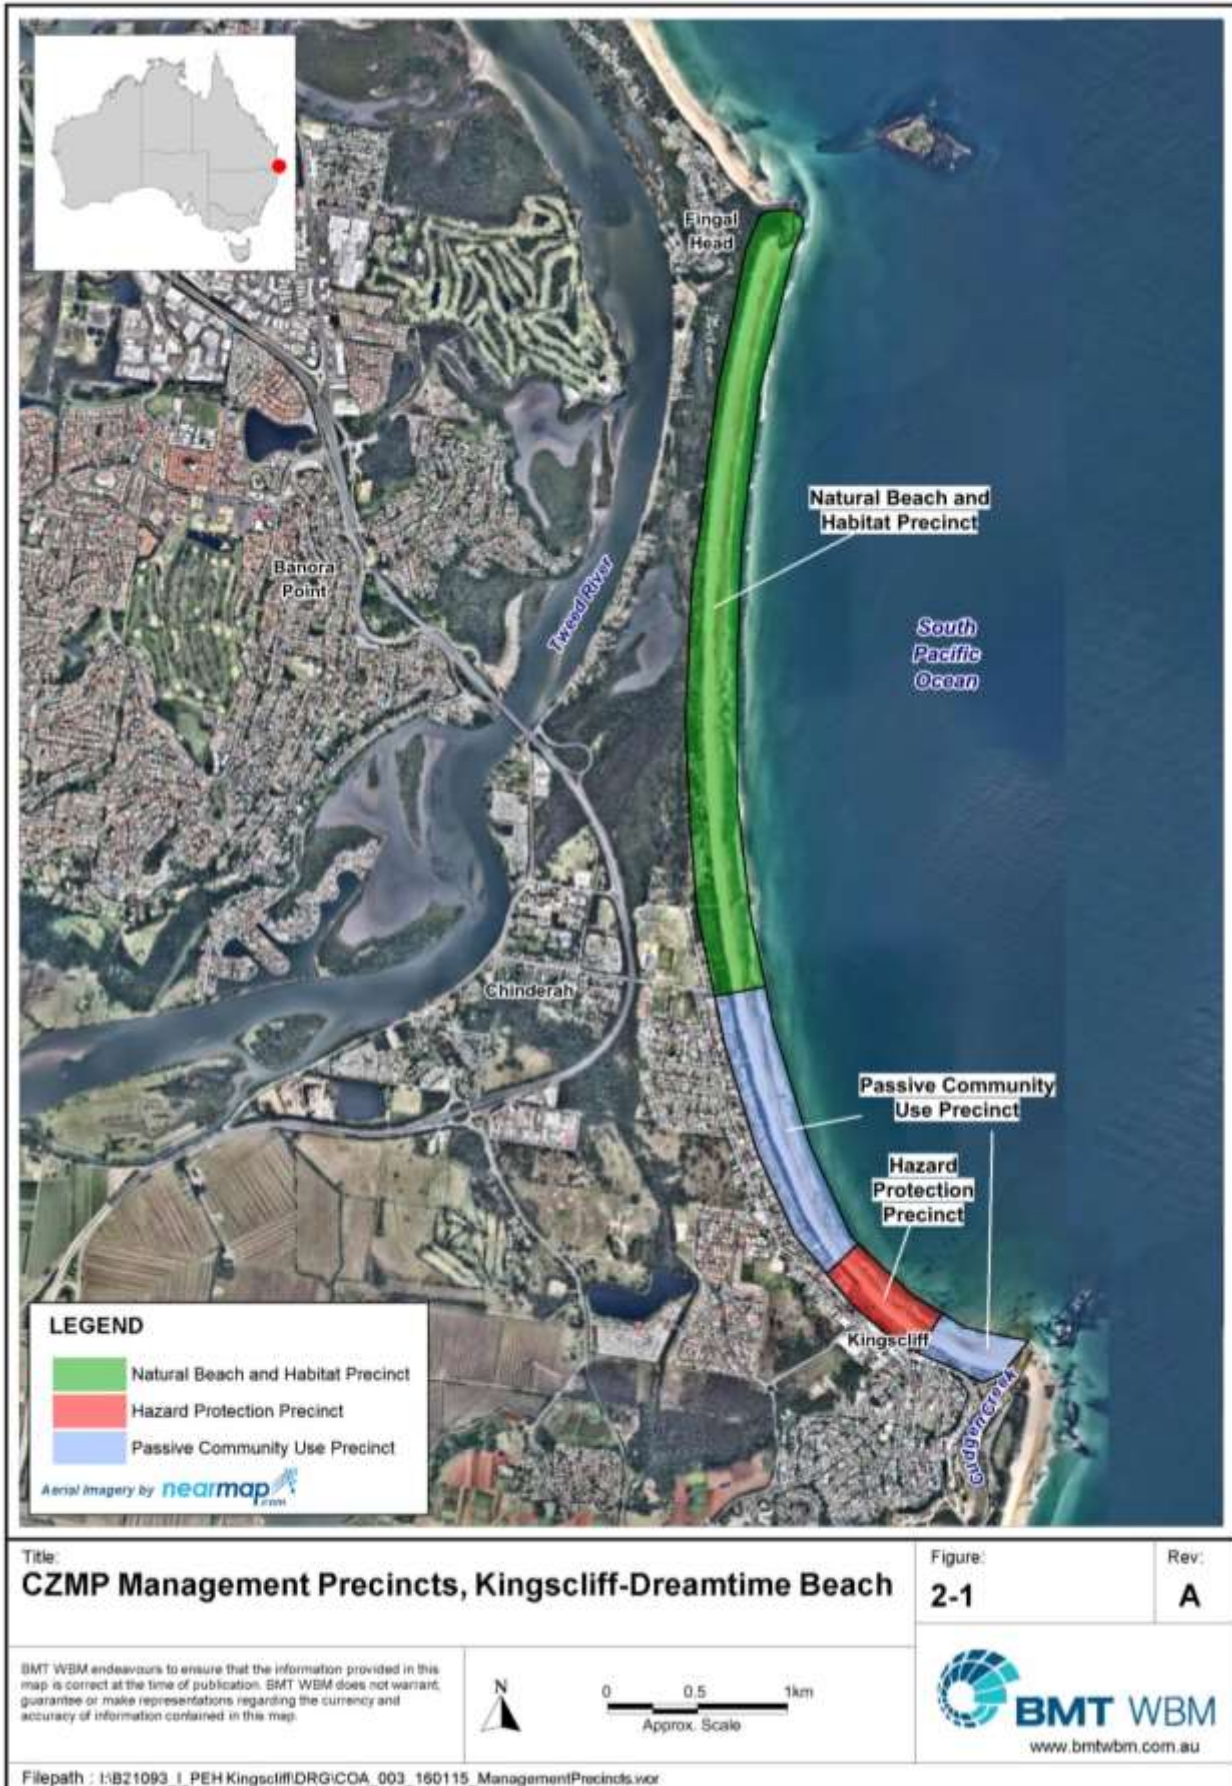 Fingal
Head
Natural Beach and
Habitat Precinct
Banora
Point
Tweed River
South
Pacific
Ocean
Chinderah
Passive Community
Use Precinct
Hazard
Protection
Precinct
Kingscliff
Cudgen Creek
LEGEND
Natural Beach and Habitat Precinct
Hazard Protection Precinct
Passive Community Use Precinct
Aerial Imagery by nearmap.com
Title:
CZMP Management Precincts, Kingscliff-Dreamtime Beach
Figure:
2-1
Rev:
A
BMT WBM endeavours to ensure that the information provided in this
map is correct at the time of publication. BMT WBM does not warrant,
guarantee or make representations regarding the currency and
accuracy of information contained in this map.
N
0 0.5 1km
Approx. Scale
BMT WBM
www.bmtwbm.com.au
Filepath : I:\B21093_I_PEH Kingscliff\DRG\COA_003_160115_ManagementPrecincts.wor